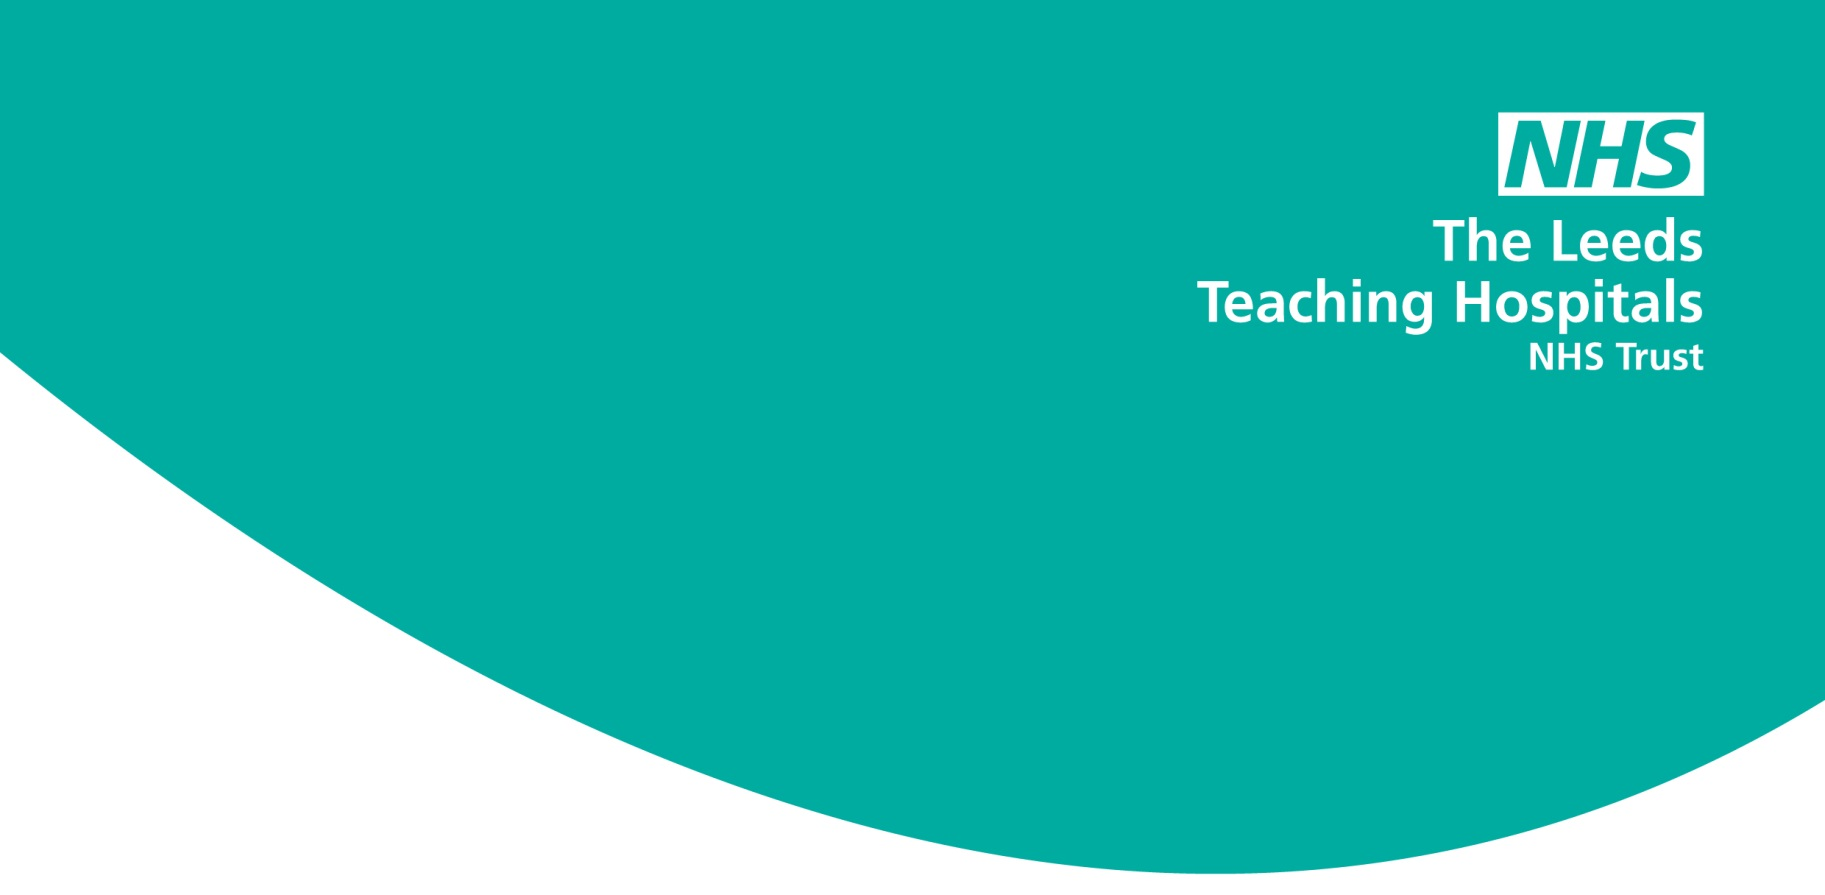 NHS
The Leeds
Teaching Hospitals
NHS Trust